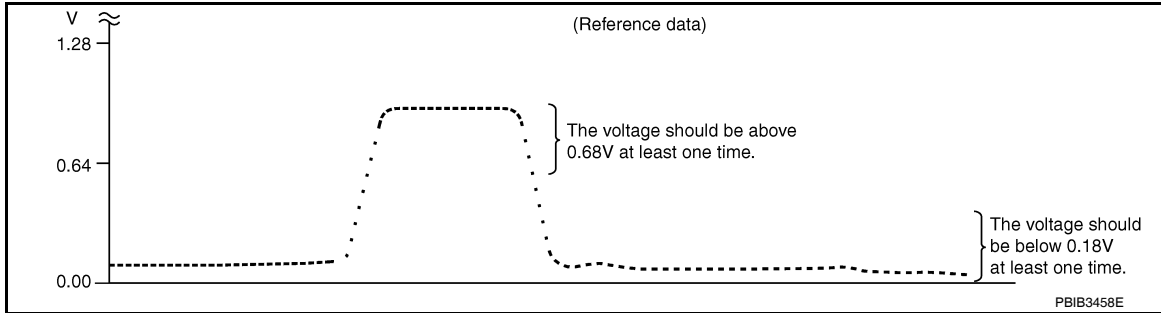 V
(Reference data)
1.28
The voltage should be above
0.68V at least one time.
0.64
The voltage should
be below 0.18V
at least one time.
0.00
PBIB3458E